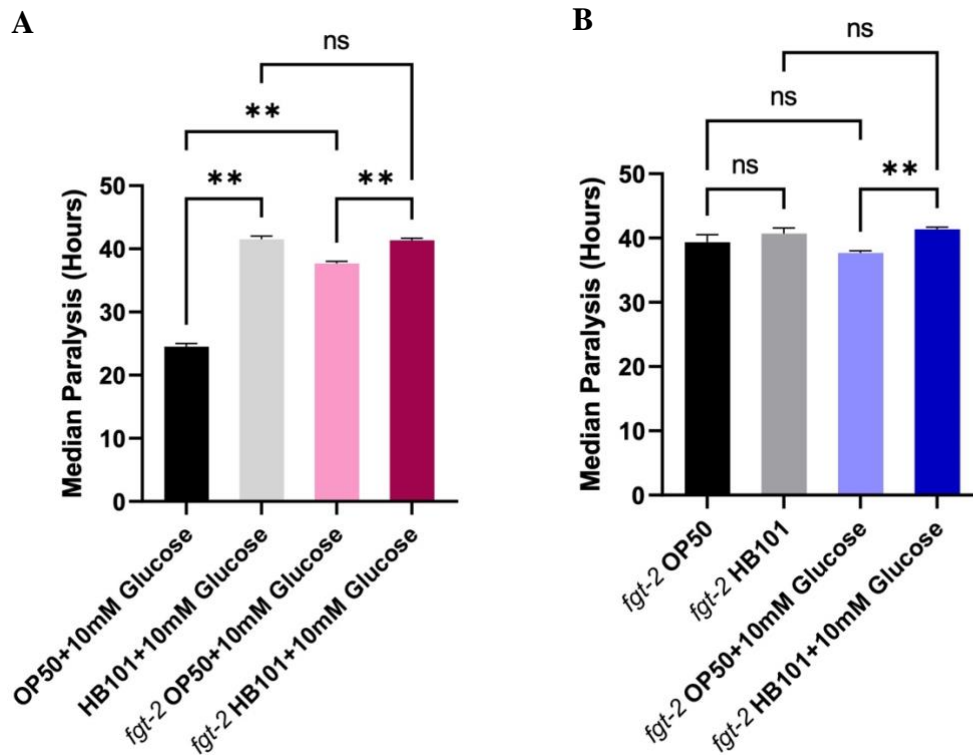 A
ns
**
**
**
Median Paralysis (Hours)
50
40
30
20
10
0
OP50+10mM Glucose
HB101+10mM Glucose
fgt-2 OP50+10mM Glucose
fgt-2 HB101+10mM Glucose
B
ns
ns
ns
**
Median Paralysis (Hours)
50
40
30
20
10
0
fgt-2 OP50
fgt-2 HB101
fgt-2 OP50+10mM Glucose
fgt-2 HB101+10mM Glucose